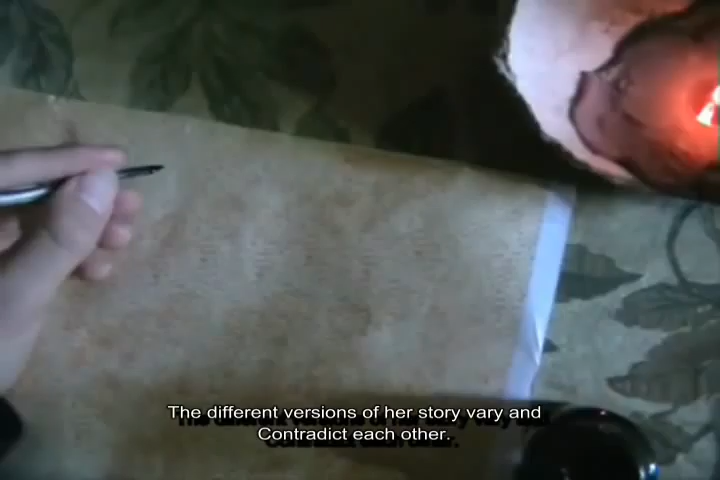 The different versions of her story vary and
Contradict each other.